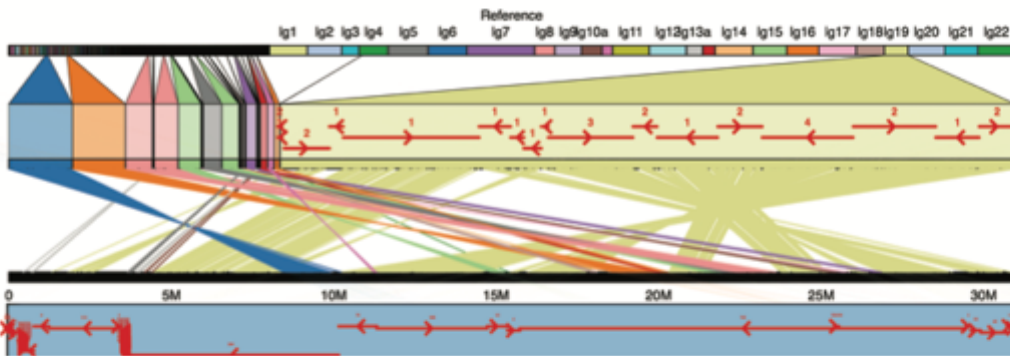 Reference
lg1 lg2 lg3 lg4 lg5 lg6 lg7 lg8 lg9 lg10a lg11 lg12 lg13a lg14 lg15 lg16 lg17 lg18 lg19 lg20 lg21 lg22
1 1 1 1 2 2 2 2
2 1 1 3 1 4 1
0 5M 10M 15M 20M 25M 30M